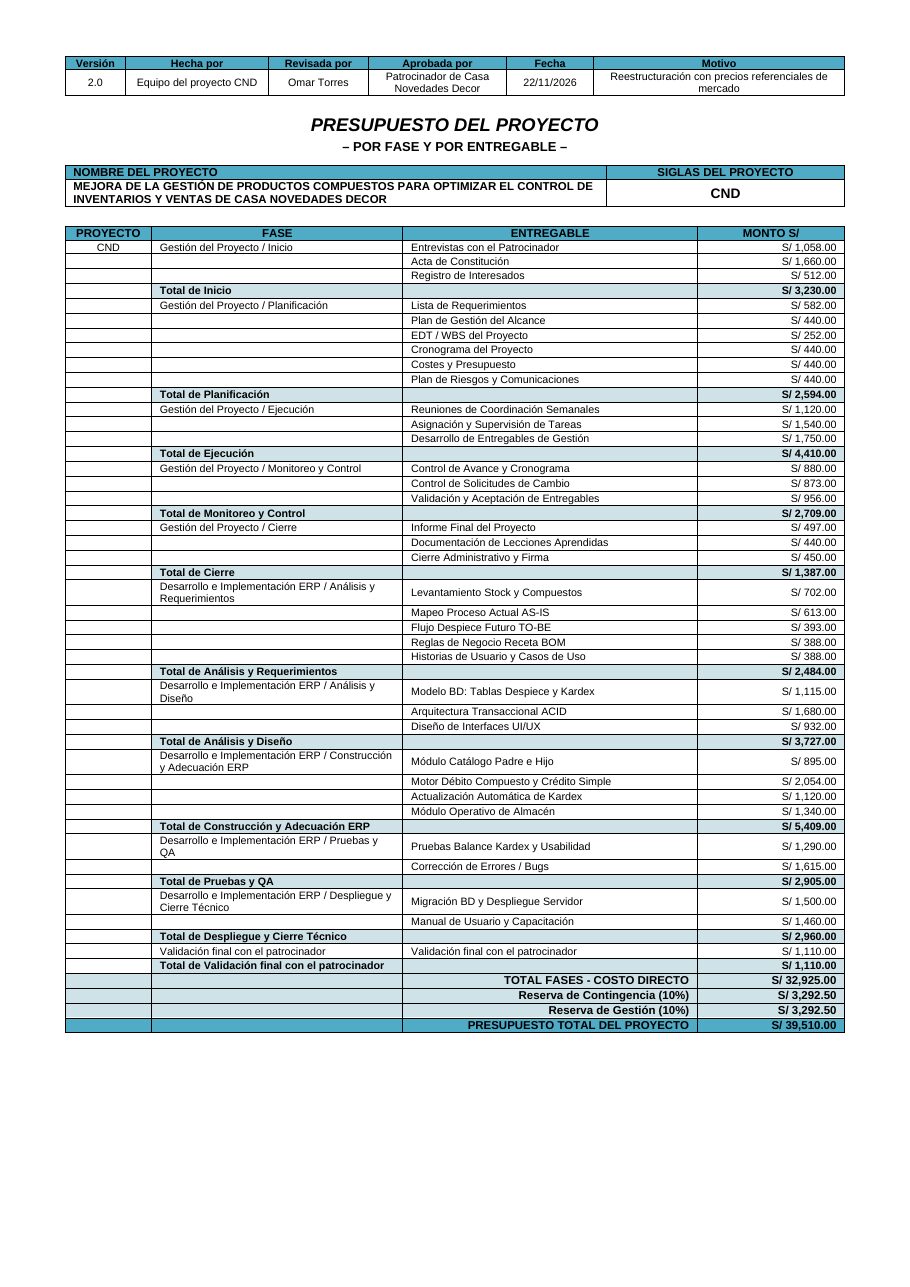 Versión Hecha por Revisada por Aprobada por Fecha Motivo
2.0 Equipo del proyecto CND Omar Torres Patrocinador de Casa Novedades Decor 22/11/2026 Reestructuración con precios referenciales de mercado
PRESUPUESTO DEL PROYECTO
– POR FASE Y POR ENTREGABLE –
NOMBRE DEL PROYECTO SIGLAS DEL PROYECTO
MEJORA DE LA GESTIÓN DE PRODUCTOS COMPUESTOS PARA OPTIMIZAR EL CONTROL DE
INVENTARIOS Y VENTAS DE CASA NOVEDADES DECOR
CND
PROYECTO FASE ENTREGABLE MONTO S/
CND Gestión del Proyecto / Inicio Entrevistas con el Patrocinador S/ 1,058.00
Acta de Constitución S/ 1,660.00
Registro de Interesados S/ 512.00
Total de Inicio S/ 3,230.00
Gestión del Proyecto / Planificación Lista de Requerimientos S/ 582.00
Plan de Gestión del Alcance S/ 440.00
EDT / WBS del Proyecto S/ 252.00
Cronograma del Proyecto S/ 440.00
Costes y Presupuesto S/ 440.00
Plan de Riesgos y Comunicaciones S/ 440.00
Total de Planificación S/ 2,594.00
Gestión del Proyecto / Ejecución Reuniones de Coordinación Semanales S/ 1,120.00
Asignación y Supervisión de Tareas S/ 1,540.00
Desarrollo de Entregables de Gestión S/ 1,750.00
Total de Ejecución S/ 4,410.00
Gestión del Proyecto / Monitoreo y Control Control de Avance y Cronograma S/ 880.00
Control de Solicitudes de Cambio S/ 873.00
Validación y Aceptación de Entregables S/ 956.00
Total de Monitoreo y Control S/ 2,709.00
Gestión del Proyecto / Cierre Informe Final del Proyecto S/ 497.00
Documentación de Lecciones Aprendidas S/ 440.00
Cierre Administrativo y Firma S/ 450.00
Total de Cierre S/ 1,387.00
Desarrollo e Implementación ERP / Análisis y
Requerimientos Levantamiento Stock y Compuestos S/ 702.00
Mapeo Proceso Actual AS-IS S/ 613.00
Flujo Despiece Futuro TO-BE S/ 393.00
Reglas de Negocio Receta BOM S/ 388.00
Historias de Usuario y Casos de Uso S/ 388.00
Total de Análisis y Requerimientos S/ 2,484.00
Desarrollo e Implementación ERP / Análisis y
Diseño Modelo BD: Tablas Despiece y Kardex S/ 1,115.00
Arquitectura Transaccional ACID S/ 1,680.00
Diseño de Interfaces UI/UX S/ 932.00
Total de Análisis y Diseño S/ 3,727.00
Desarrollo e Implementación ERP / Construcción
y Adecuación ERP Módulo Catálogo Padre e Hijo S/ 895.00
Motor Débito Compuesto y Crédito Simple S/ 2,054.00
Actualización Automática de Kardex S/ 1,120.00
Módulo Operativo de Almacén S/ 1,340.00
Total de Construcción y Adecuación ERP S/ 5,409.00
Desarrollo e Implementación ERP / Pruebas y
QA Pruebas Balance Kardex y Usabilidad S/ 1,290.00
Corrección de Errores / Bugs S/ 1,615.00
Total de Pruebas y QA S/ 2,905.00
Desarrollo e Implementación ERP / Despliegue y
Cierre Técnico Migración BD y Despliegue Servidor S/ 1,500.00
Manual de Usuario y Capacitación S/ 1,460.00
Total de Despliegue y Cierre Técnico S/ 2,960.00
Validación final con el patrocinador Validación final con el patrocinador S/ 1,110.00
Total de Validación final con el patrocinador S/ 1,110.00
TOTAL FASES - COSTO DIRECTO S/ 32,925.00
Reserva de Contingencia (10%) S/ 3,292.50
Reserva de Gestión (10%) S/ 3,292.50
PRESUPUESTO TOTAL DEL PROYECTO S/ 39,510.00